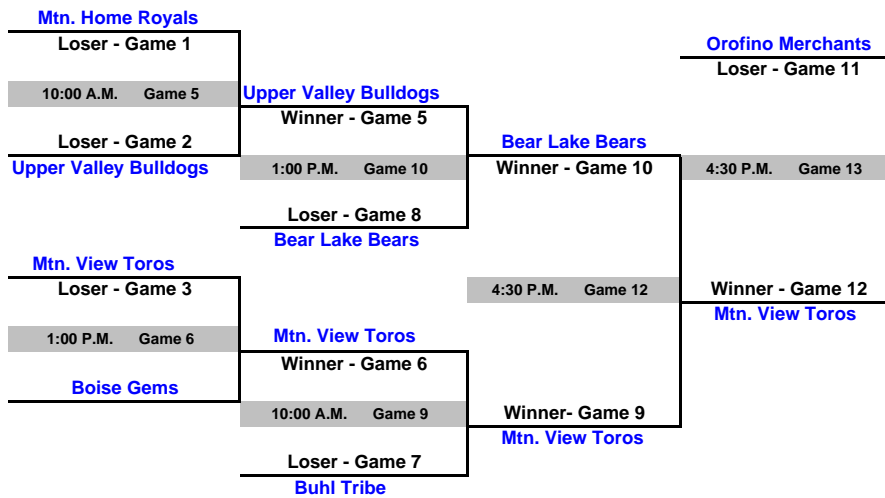 Mtn. Home Royals
Loser - Game 1
Orofino Merchants
Loser - Game 11
10:00 A.M. Game 5
Upper Valley Bulldogs
Winner - Game 5
Loser - Game 2
Bear Lake Bears
Upper Valley Bulldogs
1:00 P.M. Game 10
Winner - Game 10
4:30 P.M. Game 13
Loser - Game 8
Bear Lake Bears
Mtn. View Toros
Loser - Game 3
4:30 P.M. Game 12
Winner - Game 12
Mtn. View Toros
1:00 P.M. Game 6
Mtn. View Toros
Winner - Game 6
Boise Gems
10:00 A.M. Game 9
Winner- Game 9
Mtn. View Toros
Loser - Game 7
Buhl Tribe